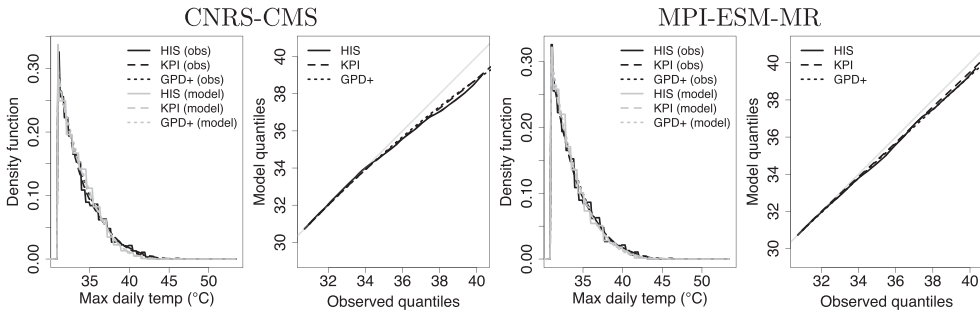 CNRS-CMS
MPI-ESM-MR
Density function
0.00
0.10
0.20
0.30
HIS (obs)
KPI (obs)
GPD+ (obs)
HIS (model)
KPI (model)
GPD+ (model)
35
40
45
50
Max daily temp (°C)
Model quantiles
30
32
34
36
38
40
HIS
KPI
GPD+
32
34
36
38
40
Observed quantiles
Density function
0.00
0.10
0.20
0.30
HIS (obs)
KPI (obs)
GPD+ (obs)
HIS (model)
KPI (model)
GPD+ (model)
35
40
45
50
Max daily temp (°C)
Model quantiles
30
32
34
36
38
40
HIS
KPI
GPD+
32
34
36
38
40
Observed quantiles